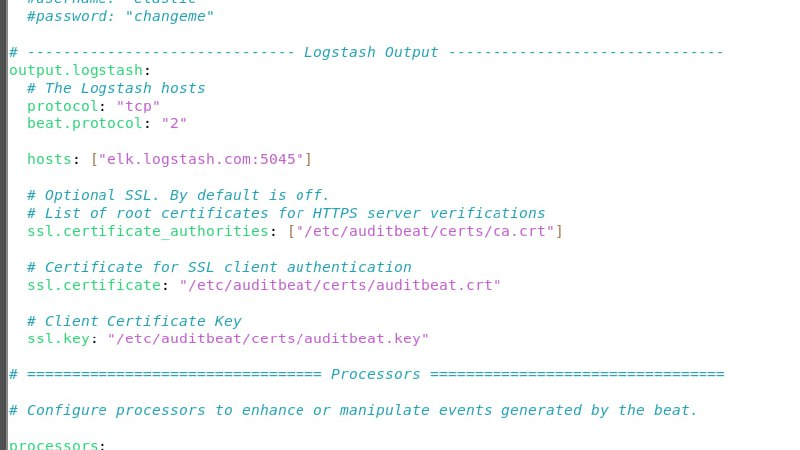 #username: "elastic"
#password: "changeme"
# ------------------------------ Logstash Output -------------------------------
output.logstash:
# The Logstash hosts
protocol: "tcp"
beat.protocol: "2"
hosts: ["elk.logstash.com:5045"]
# Optional SSL. By default is off.
# List of root certificates for HTTPS server verifications
ssl.certificate_authorities: ["/etc/auditbeat/certs/ca.crt"]
# Certificate for SSL client authentication
ssl.certificate: "/etc/auditbeat/certs/auditbeat.crt"
# Client Certificate Key
ssl.key: "/etc/auditbeat/certs/auditbeat.key"
# ================================= Processors =================================
# Configure processors to enhance or manipulate events generated by the beat.
processors: